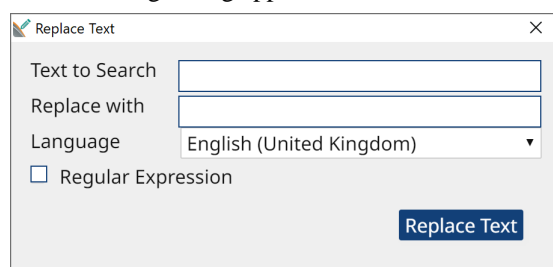 Replace Text
Text to Search
Replace with
Language English (United Kingdom)
Regular Expression
Replace Text